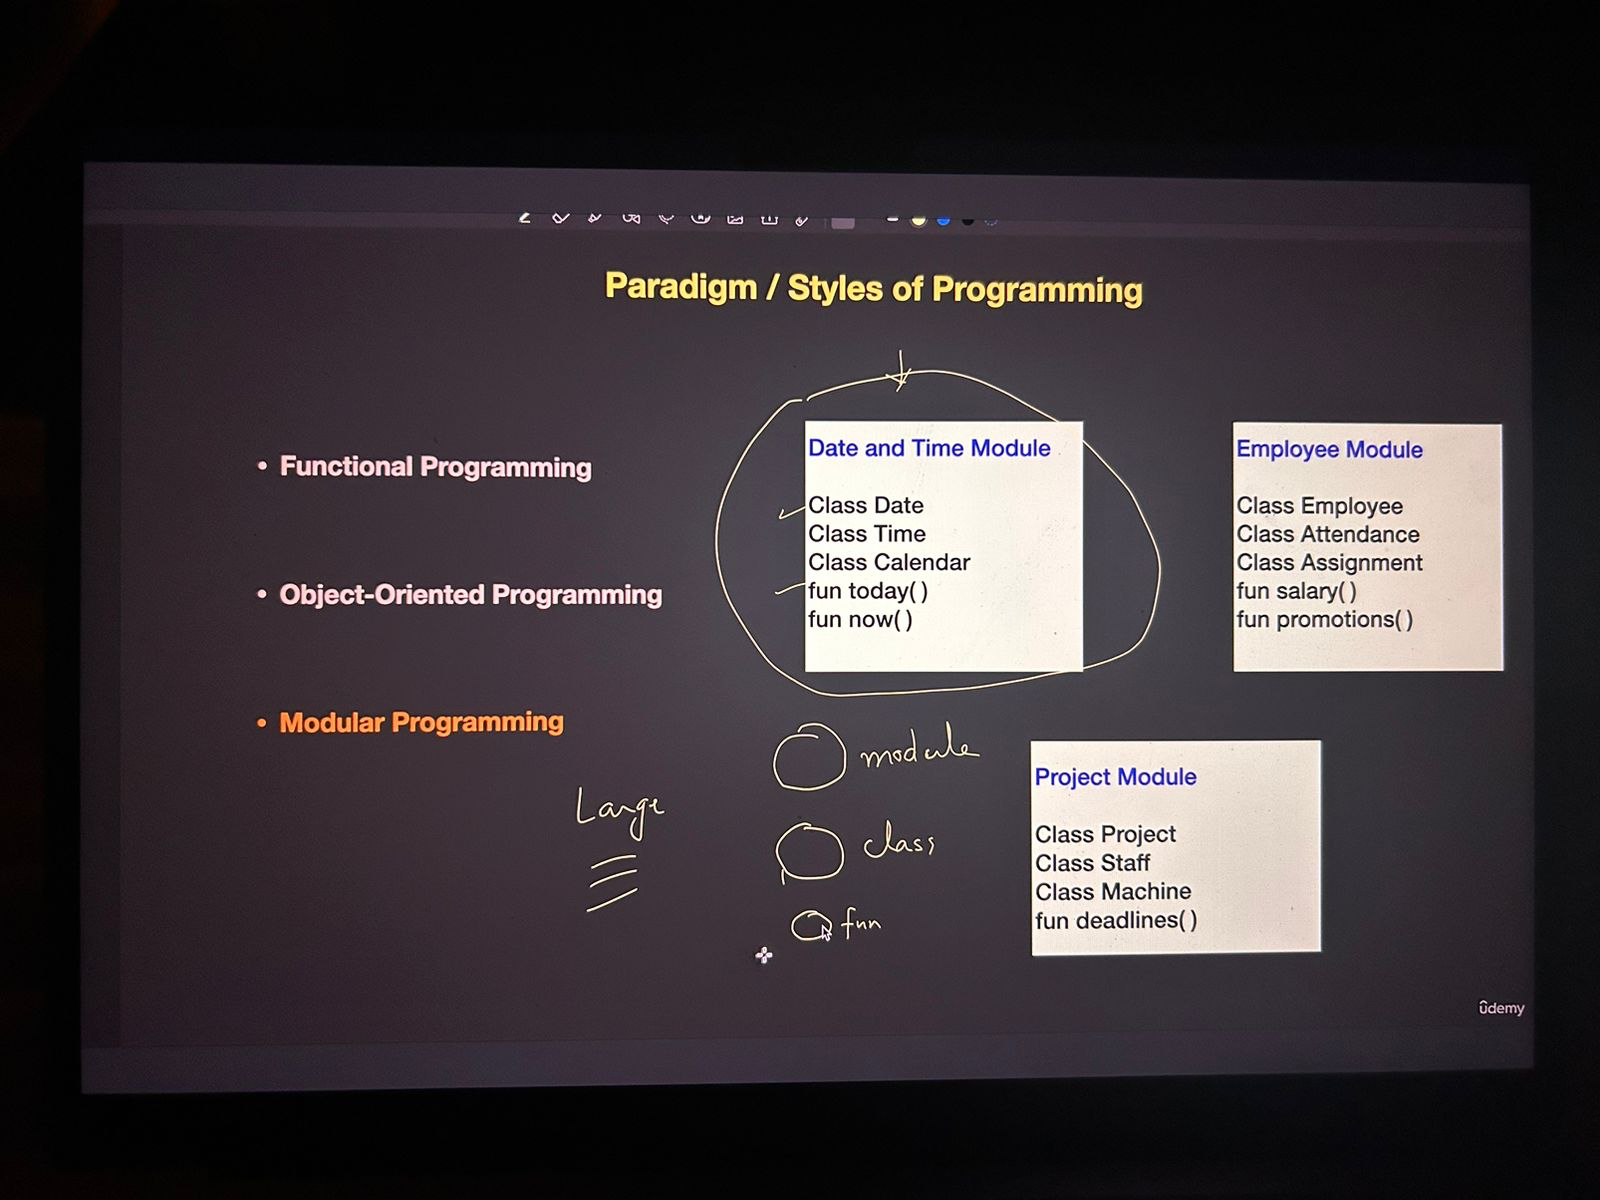 Paradigm / Styles of Programming
• Functional Programming
• Object-Oriented Programming
• Modular Programming
Date and Time Module
Class Date
Class Time
Class Calendar
fun today()
fun now()
Employee Module
Class Employee
Class Attendance
Class Assignment
fun salary()
fun promotions()
Large
module
class
fun
Project Module
Class Project
Class Staff
Class Machine
fun deadlines()
ûdemy